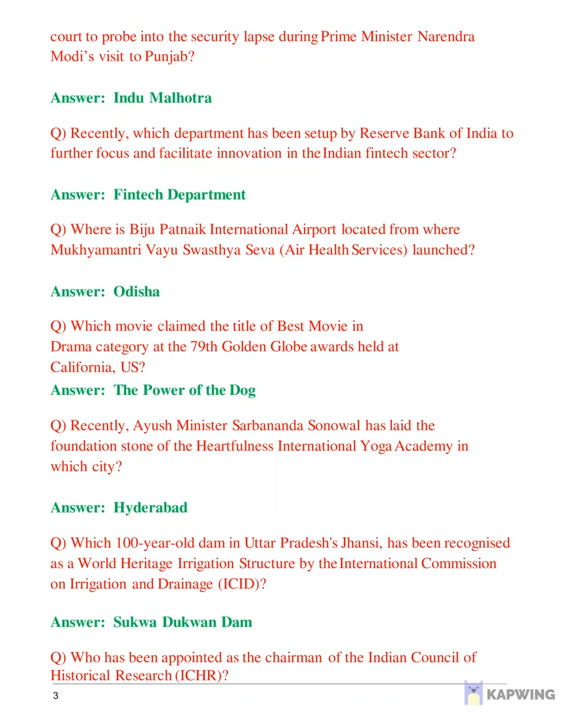 court to probe into the security lapse during Prime Minister Narendra
Modi's visit to Punjab?
Answer: Indu Malhotra
Q) Recently, which department has been setup by Reserve Bank of India to
further focus and facilitate innovation in the Indian fintech sector?
Answer: Fintech Department
Q) Where is Biju Patnaik International Airport located from where
Mukhyamantri Vayu Swasthya Seva (Air Health Services) launched?
Answer: Odisha
Q) Which movie claimed the title of Best Movie in
Drama category at the 79th Golden Globe awards held at
California, US?
Answer: The Power of the Dog
Q) Recently, Ayush Minister Sarbananda Sonowal has laid the
foundation stone of the Heartfulness International Yoga Academy in
which city?
Answer: Hyderabad
Q) Which 100-year-old dam in Uttar Pradesh's Jhansi, has been recognised
as a World Heritage Irrigation Structure by the International Commission
on Irrigation and Drainage (ICID)?
Answer: Sukwa Dukwan Dam
Q) Who has been appointed as the chairman of the Indian Council of
Historical Research (ICHR)?
3
KAPWING